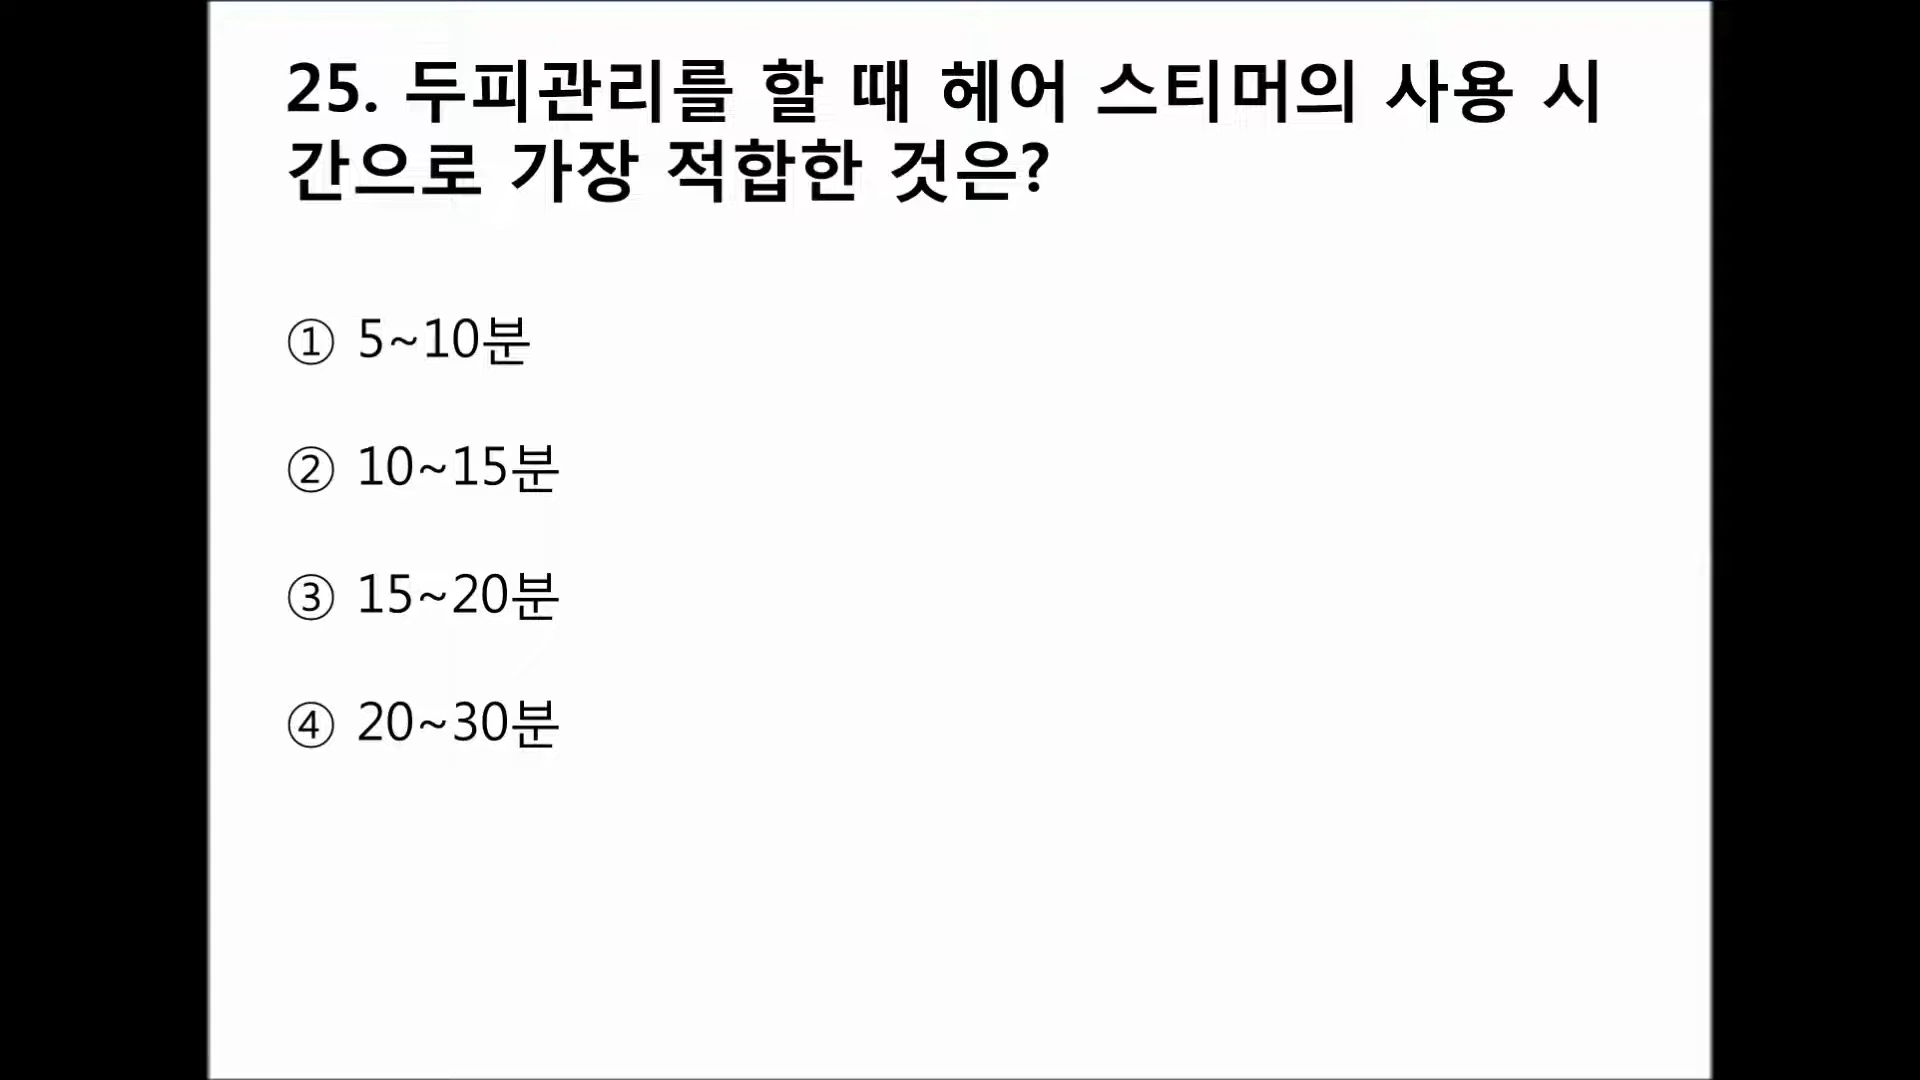 25. 두피관리를 할 때 헤어 스티머의 사용 시
간으로 가장 적합한 것은?
① 5~10분
② 10~15분
③ 15~20분
④ 20~30분